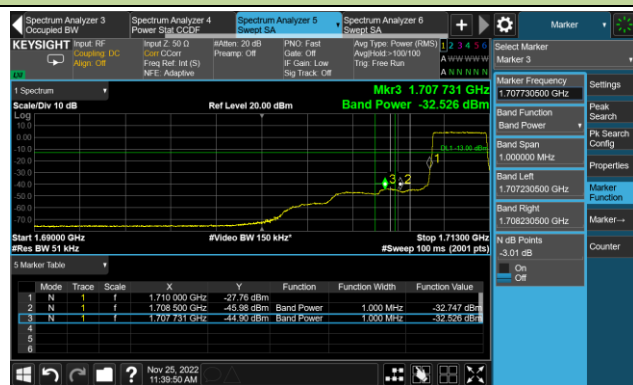 Spectrum Analyzer 3
Occupied BW
Spectrum Analyzer 4
Power Stat CCDF
Spectrum Analyzer 5
Swept SA
Spectrum Analyzer 6
Swept SA
+
Marker
KEYSIGHT
Input: RF
Coupling: DC
Align: Off
Input Z: 50 Ω
Corr CCorr
Freq Ref: Int (S)
NFE: Adaptive
#Atten: 20 dB
Preamp: Off
PNO: Fast
Gate: Off
IF Gain: Low
Sig Track: Off
Avg Type: Power (RMS)
Avg|Hold:>100/100
Trig: Free Run
1 2 3 4 5 6
A W W W W W
A N N N N N
LR
1 Spectrum
Scale/Div 10 dB
Ref Level 20.00 dBm
Mkr3 1.707 731 GHz
Band Power -32.526 dBm
Log
10.0
0.00
-10.0
-20.0
-30.0
-40.0
-50.0
-60.0
-70.0
DL1 -13.00 dBm
1
3
2
Start 1.69000 GHz
#Res BW 51 kHz
#Video BW 150 kHz*
Stop 1.71300 GHz
#Sweep 100 ms (2001 pts)
5 Marker Table
Mode Trace Scale X Y Function Function Width Function Value
1 N 1 f 1.710 000 GHz -27.76 dBm
2 N 1 f 1.708 500 GHz -45.98 dBm Band Power 1.000 MHz -32.747 dBm
3 N 1 f 1.707 731 GHz -44.90 dBm Band Power 1.000 MHz -32.526 dBm
4
5
6
Nov 25, 2022
11:39:50 AM
?
Select Marker
Marker 3
Marker Frequency
1.707730500 GHz
Band Function
Band Power
Band Span
1.000000 MHz
Band Left
1.707230500 GHz
Band Right
1.708230500 GHz
N dB Points
-3.01 dB
On
Off
Settings
Peak
Search
Pk Search
Config
Properties
Marker
Function
Marker→
Counter